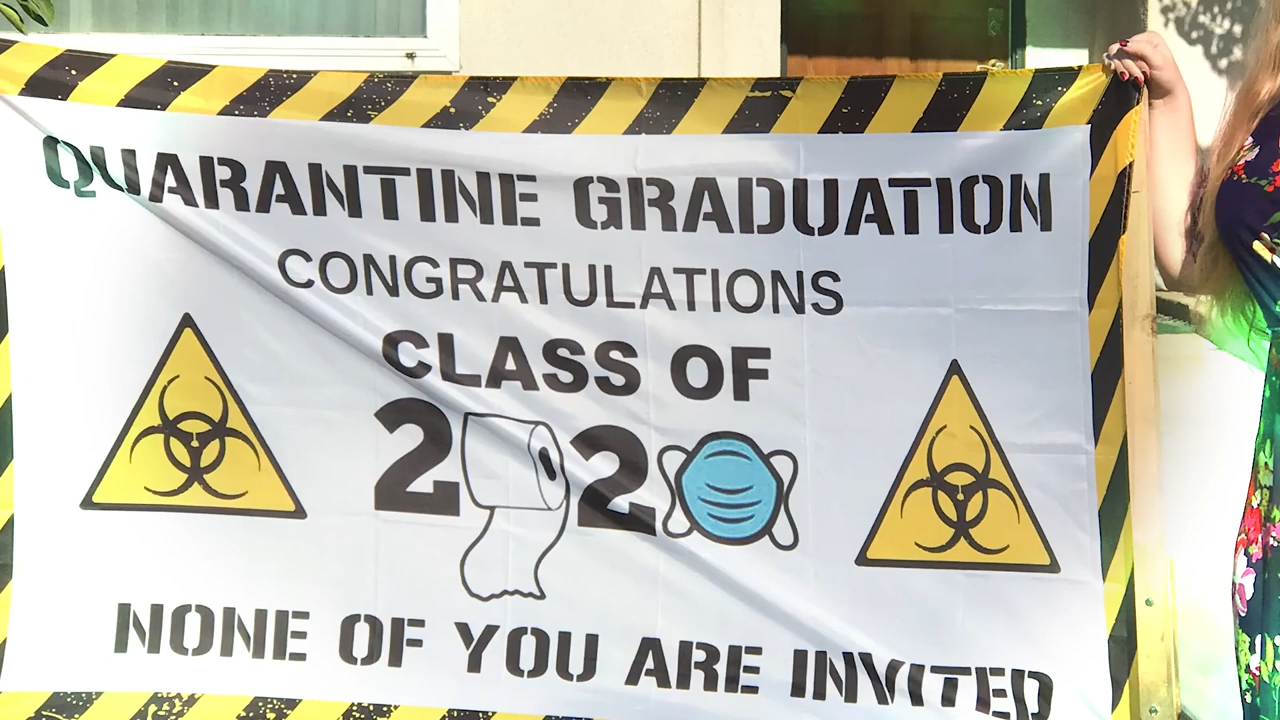 QUARANTINE GRADUATION
CONGRATULATIONS
CLASS OF
2020
NONE OF YOU ARE INVITED